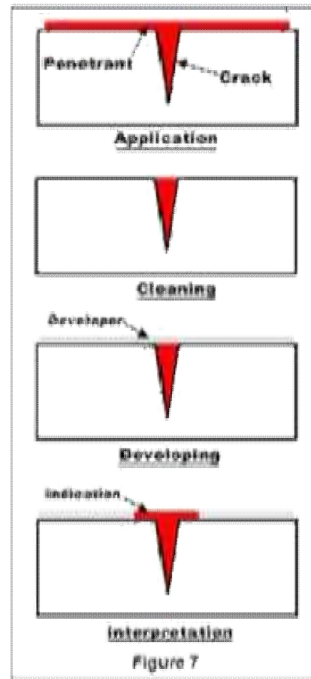 Penetrant
Crack
Application
Cleaning
Developer
Developing
Indication
Interpretation
Figure 7